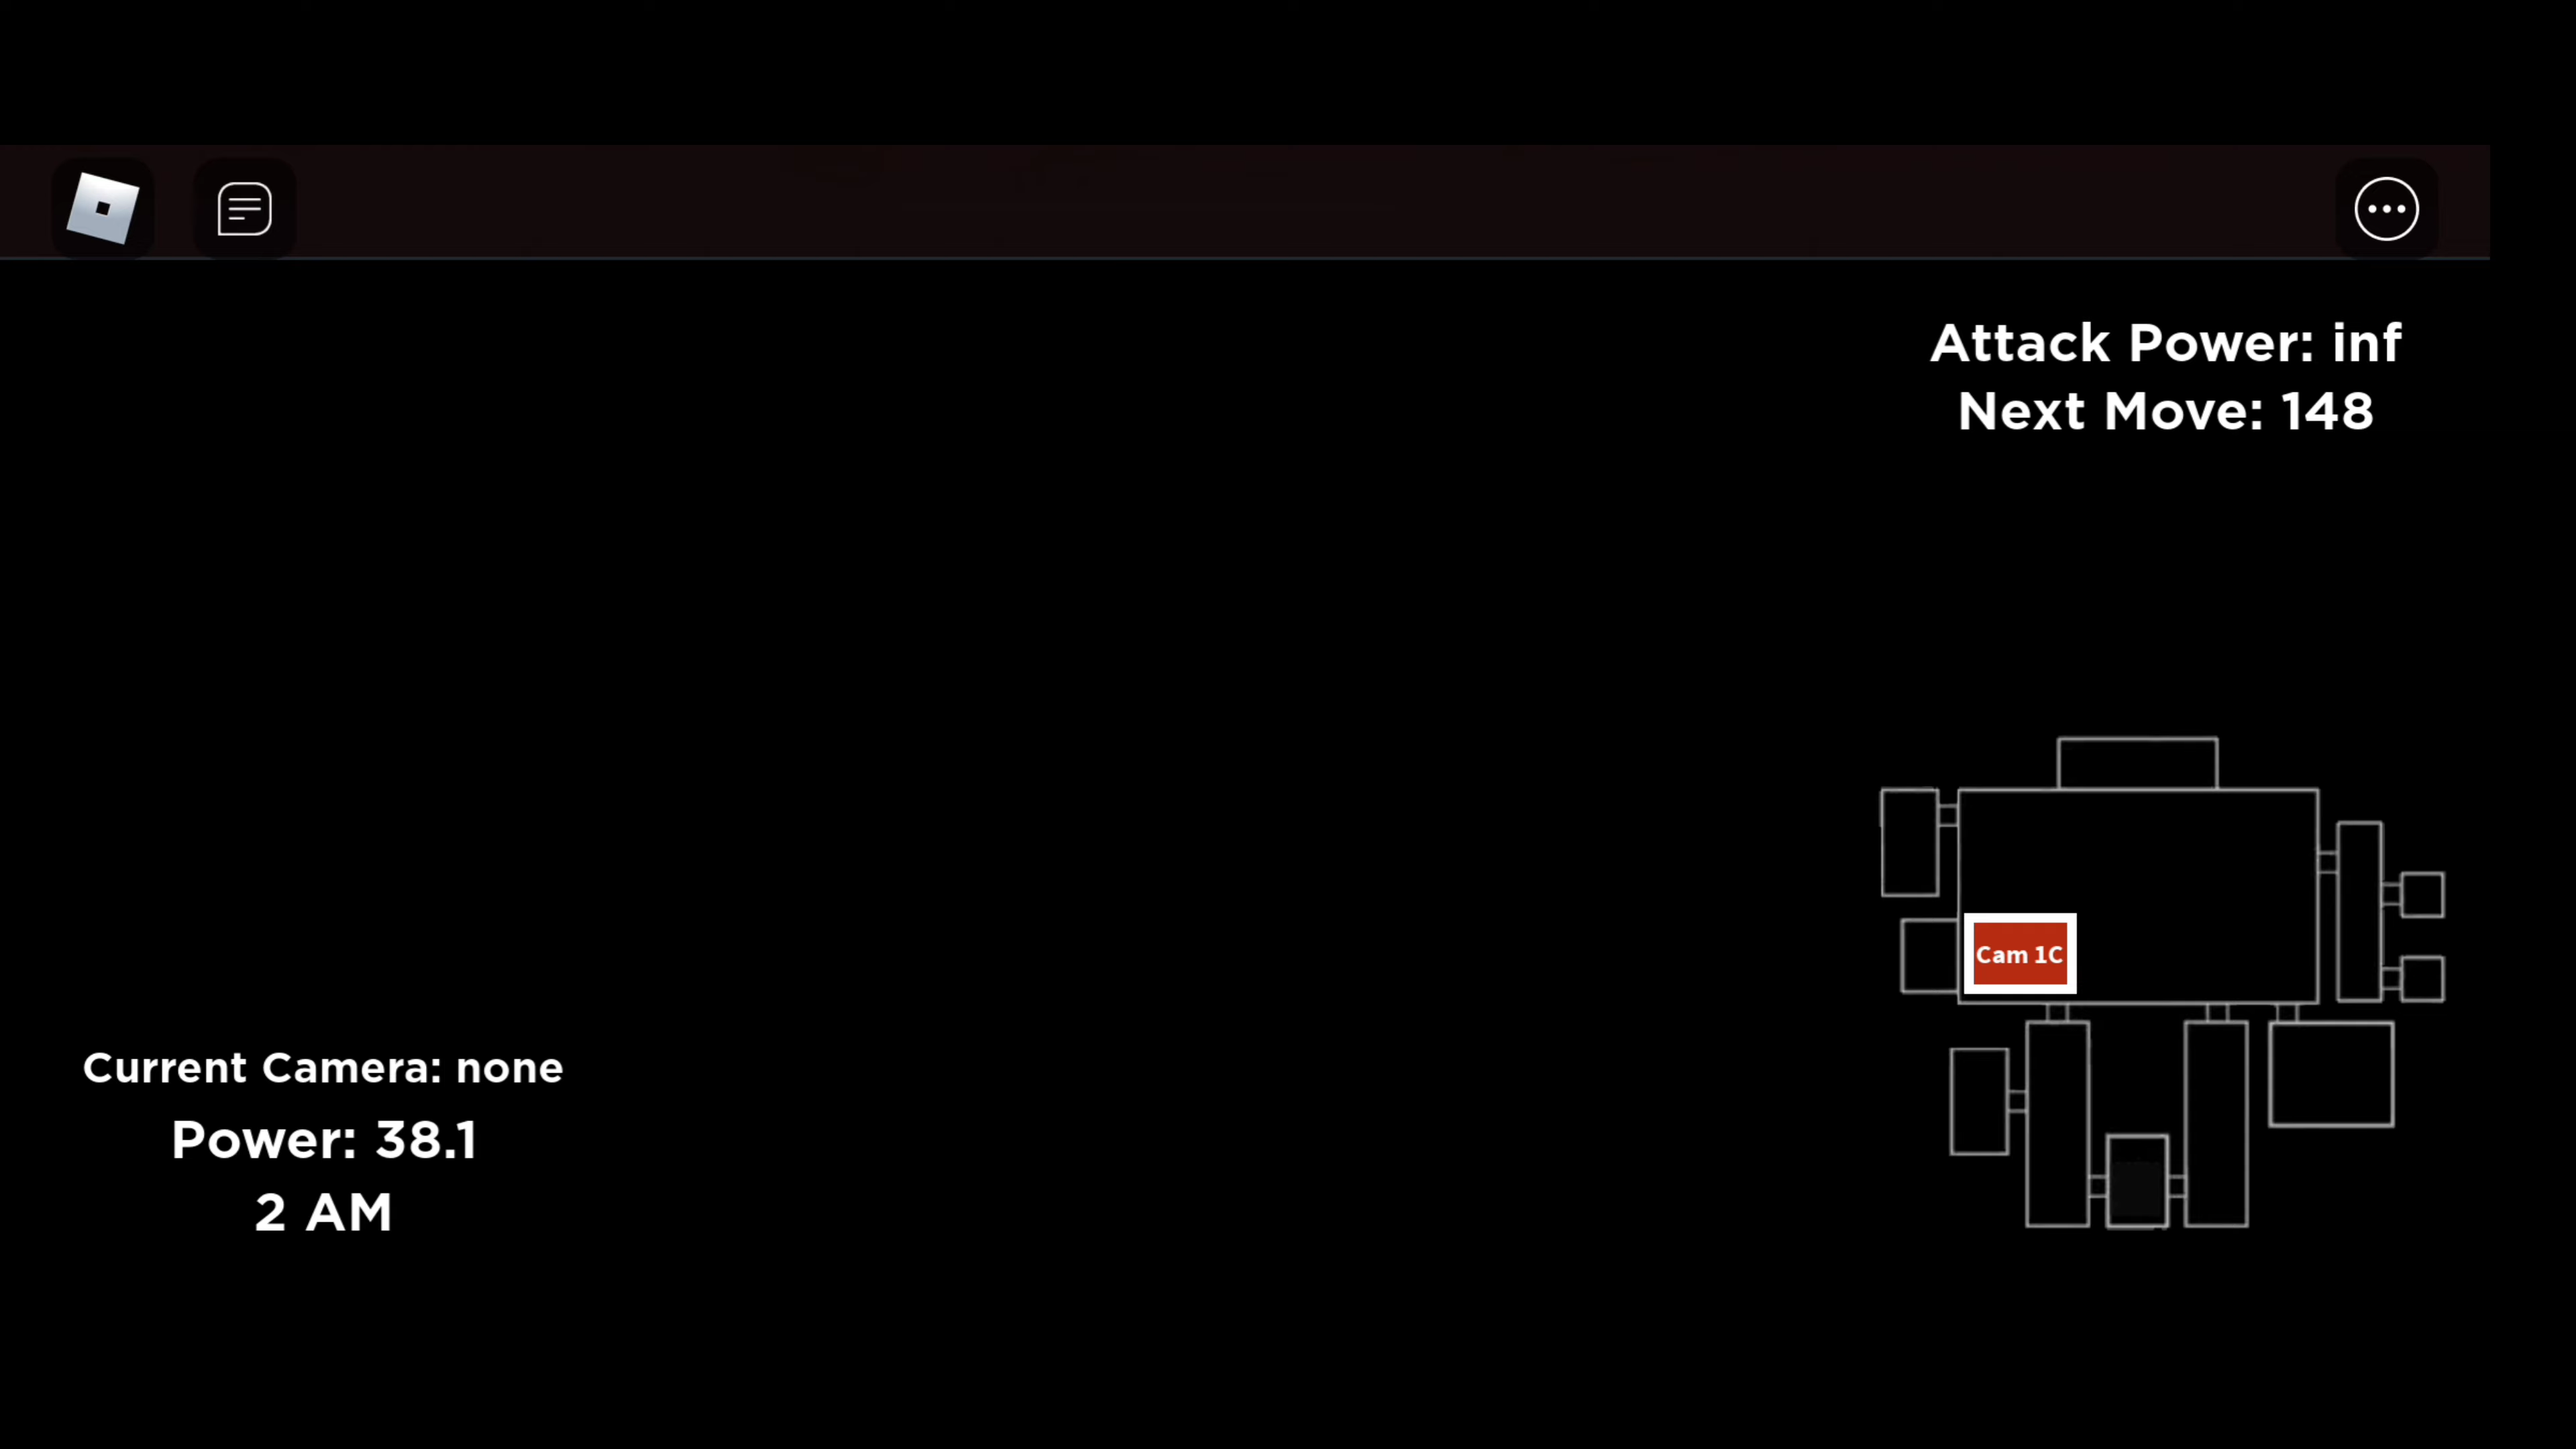 Attack Power: inf
Next Move: 148
Cam 1C
Current Camera: none
Power: 38.1
2 AM